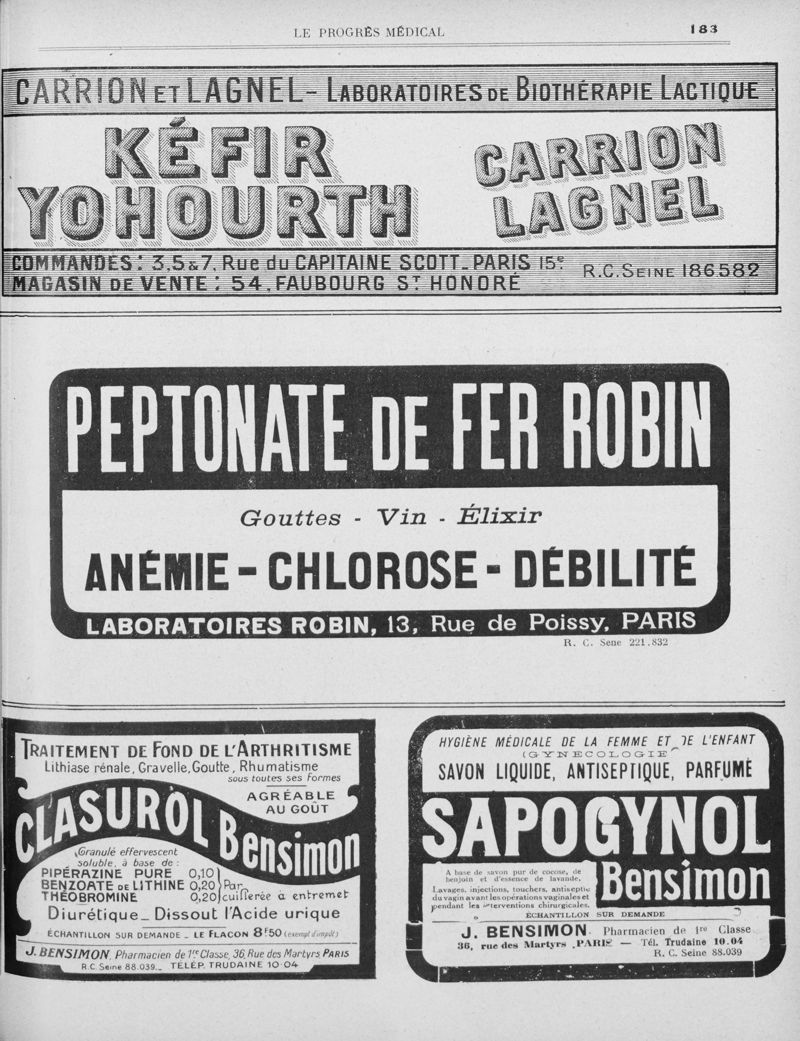 LE PROGRÈS MÉDICAL
183
CARRION ET LAGNEL - LABORATOIRES DE BIOTHÉRAPIE LACTIQUE
KÉFIR
YOHOURTH
CARRION
LAGNEL
COMMANDES: 3,5&7, Rue du CAPITAINE SCOTT_PARIS 15e
MAGASIN DE VENTE: 54, FAUBOURG ST HONORÉ
R.C. SEINE 186582
PEPTONATE DE FER ROBIN
Gouttes - Vin - Élixir
ANÉMIE - CHLOROSE - DÉBILITÉ
LABORATOIRES ROBIN, 13, Rue de Poissy, PARIS
R. C. Sene 221.832
TRAITEMENT DE FOND DE L'ARTHRITISME
Lithiase rénale, Gravelle, Goutte, Rhumatisme
sous toutes ses formes
AGRÉABLE
AU GOÛT
CLASUROL Bensimon
Granulé effervescent
soluble, à base de:
PIPÉRAZINE PURE 0,10
BENZOATE DE LITHINE 0,20
THÉOBROMINE 0,20
Par
cuillerée à entremet
Diurétique_ Dissout l'Acide urique
ÉCHANTILLON SUR DEMANDE _ LE FLACON 8f50 (exempt d'impôt)
J. BENSIMON, Pharmacien de 1re Classe, 36, Rue des Martyrs, PARIS
R.C. Seine 88.039._ TÉLÉP. TRUDAINE 10-04
HYGIÈNE MÉDICALE DE LA FEMME ET DE L'ENFANT
(GYNECOLOGIE)
SAVON LIQUIDE, ANTISEPTIQUE, PARFUMÉ
SAPOGYNOL
Bensimon
A base de savon pur de cocose, de
benjoin et d'essence de lavande.
Lavages, injections, touchers, antiseptie
du vagin avant les opérations vaginales et
pendant les interventions chirurgicales.
ÉCHANTILLON SUR DEMANDE
J. BENSIMON. Pharmacien de 1re Classe
36, rue des Martyrs, PARIS — Tél. Trudaine 10.04
R. C. Seine 88.039